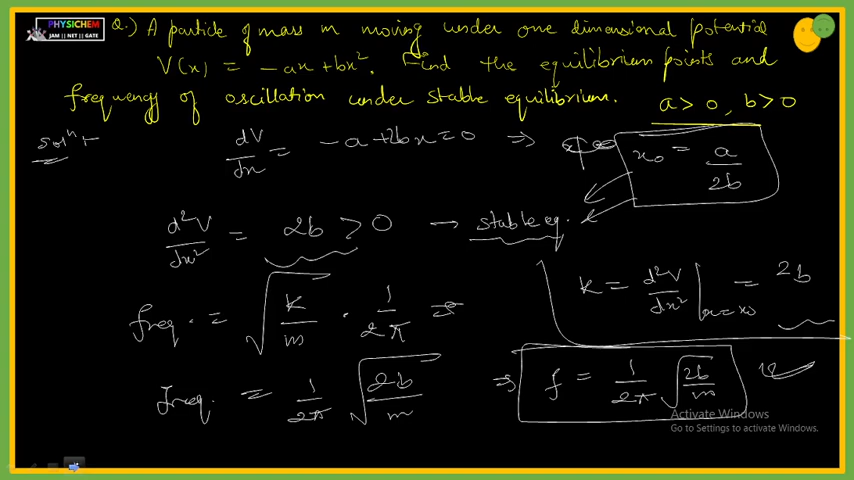 PHYSICHEM
JAM || NET || GATE
Q.) A particle of mass m moving under one dimensional potential
V(x) = -ax+bx². Find the equilibrium points and
frequency of oscillation under stable equilibrium. a>0, b>0
Solⁿ :-
dV/dx = -a+2bx=0 ⇒ x₀ = a/2b
d²V/dx² = 2b > 0 → stable eq.
K = d²V/dx² |x=x₀ = 2b
freq. = √(K/m) · 1/2π ⇒
freq. = 1/2π √(2b/m) ⇒ f = 1/2π √(2b/m)
Activate Windows
Go to Settings to activate Windows.